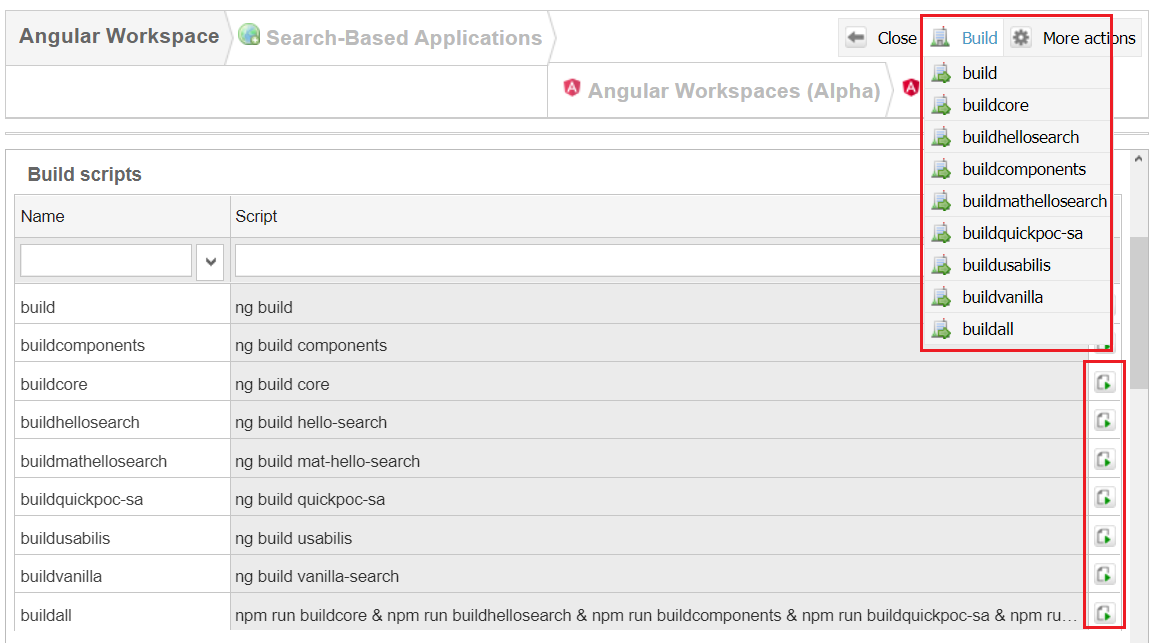 Angular Workspace
Search-Based Applications
Close
Build
More actions
Angular Workspaces (Alpha)
build
buildcore
buildhellosearch
buildcomponents
buildmathellosearch
buildquickpoc-sa
buildusabilis
buildvanilla
buildall
Build scripts
Name Script
build ng build
buildcomponents ng build components
buildcore ng build core
buildhellosearch ng build hello-search
buildmathellosearch ng build mat-hello-search
buildquickpoc-sa ng build quickpoc-sa
buildusabilis ng build usabilis
buildvanilla ng build vanilla-search
buildall npm run buildcore & npm run buildhellosearch & npm run buildcomponents & npm run buildquickpoc-sa & npm ru…